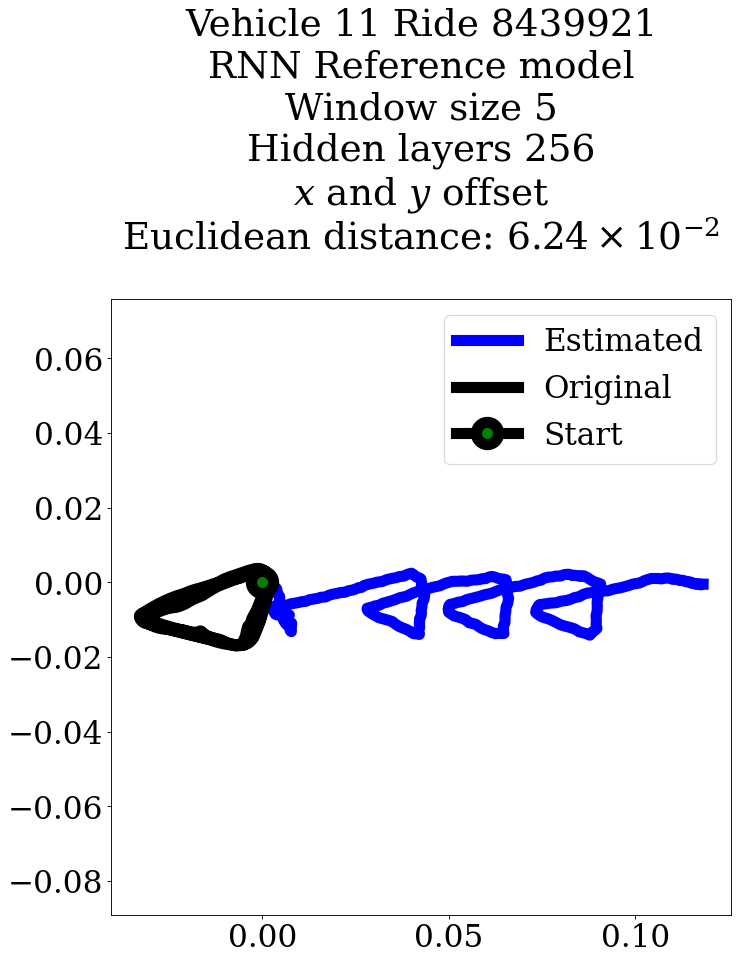 Vehicle 11 Ride 8439921
RNN Reference model
Window size 5
Hidden layers 256
x and y offset
Euclidean distance: 6.24 × 10⁻²
Estimated
Original
Start
0.06
0.04
0.02
0.00
−0.02
−0.04
−0.06
−0.08
0.00 0.05 0.10